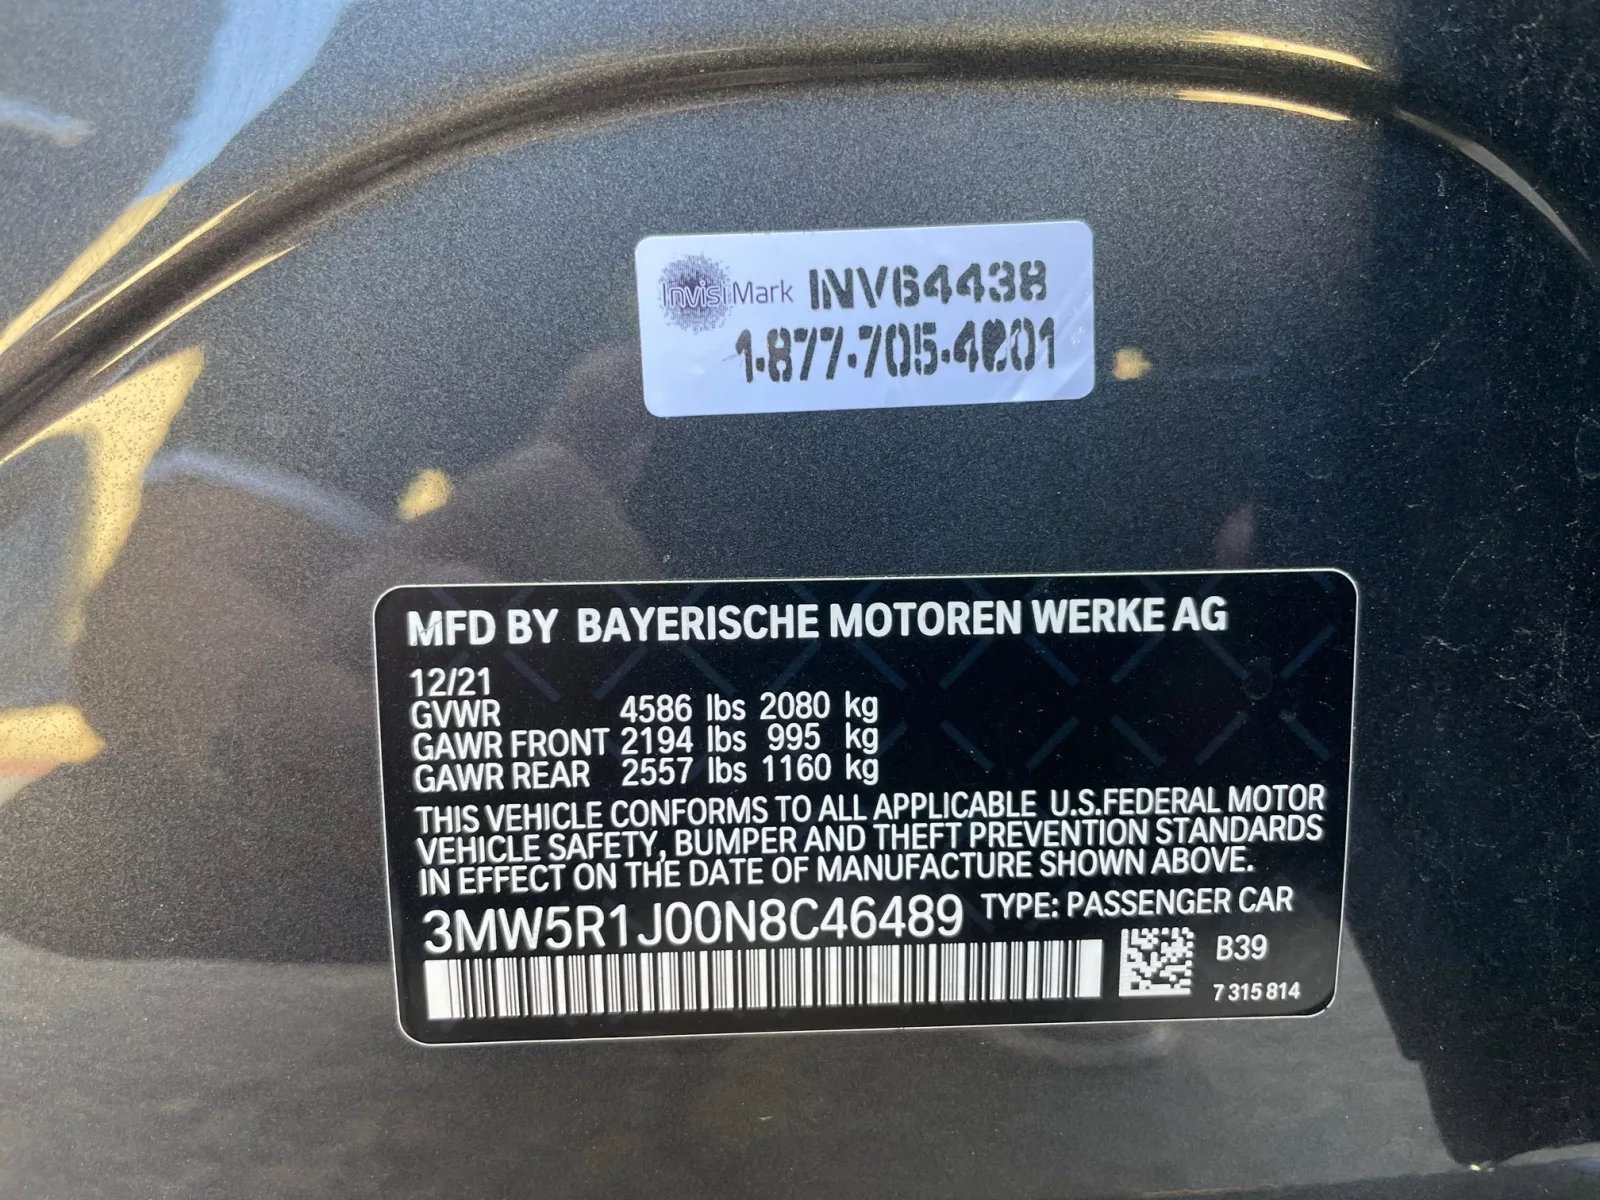 InvisiMark INV64438
1-877-705-4001
MFD BY BAYERISCHE MOTOREN WERKE AG
12/21
GVWR 4586 lbs 2080 kg
GAWR FRONT 2194 lbs 995 kg
GAWR REAR 2557 lbs 1160 kg
THIS VEHICLE CONFORMS TO ALL APPLICABLE U.S.FEDERAL MOTOR
VEHICLE SAFETY, BUMPER AND THEFT PREVENTION STANDARDS
IN EFFECT ON THE DATE OF MANUFACTURE SHOWN ABOVE.
3MW5R1J00N8C46489 TYPE: PASSENGER CAR
B39
7 315 814